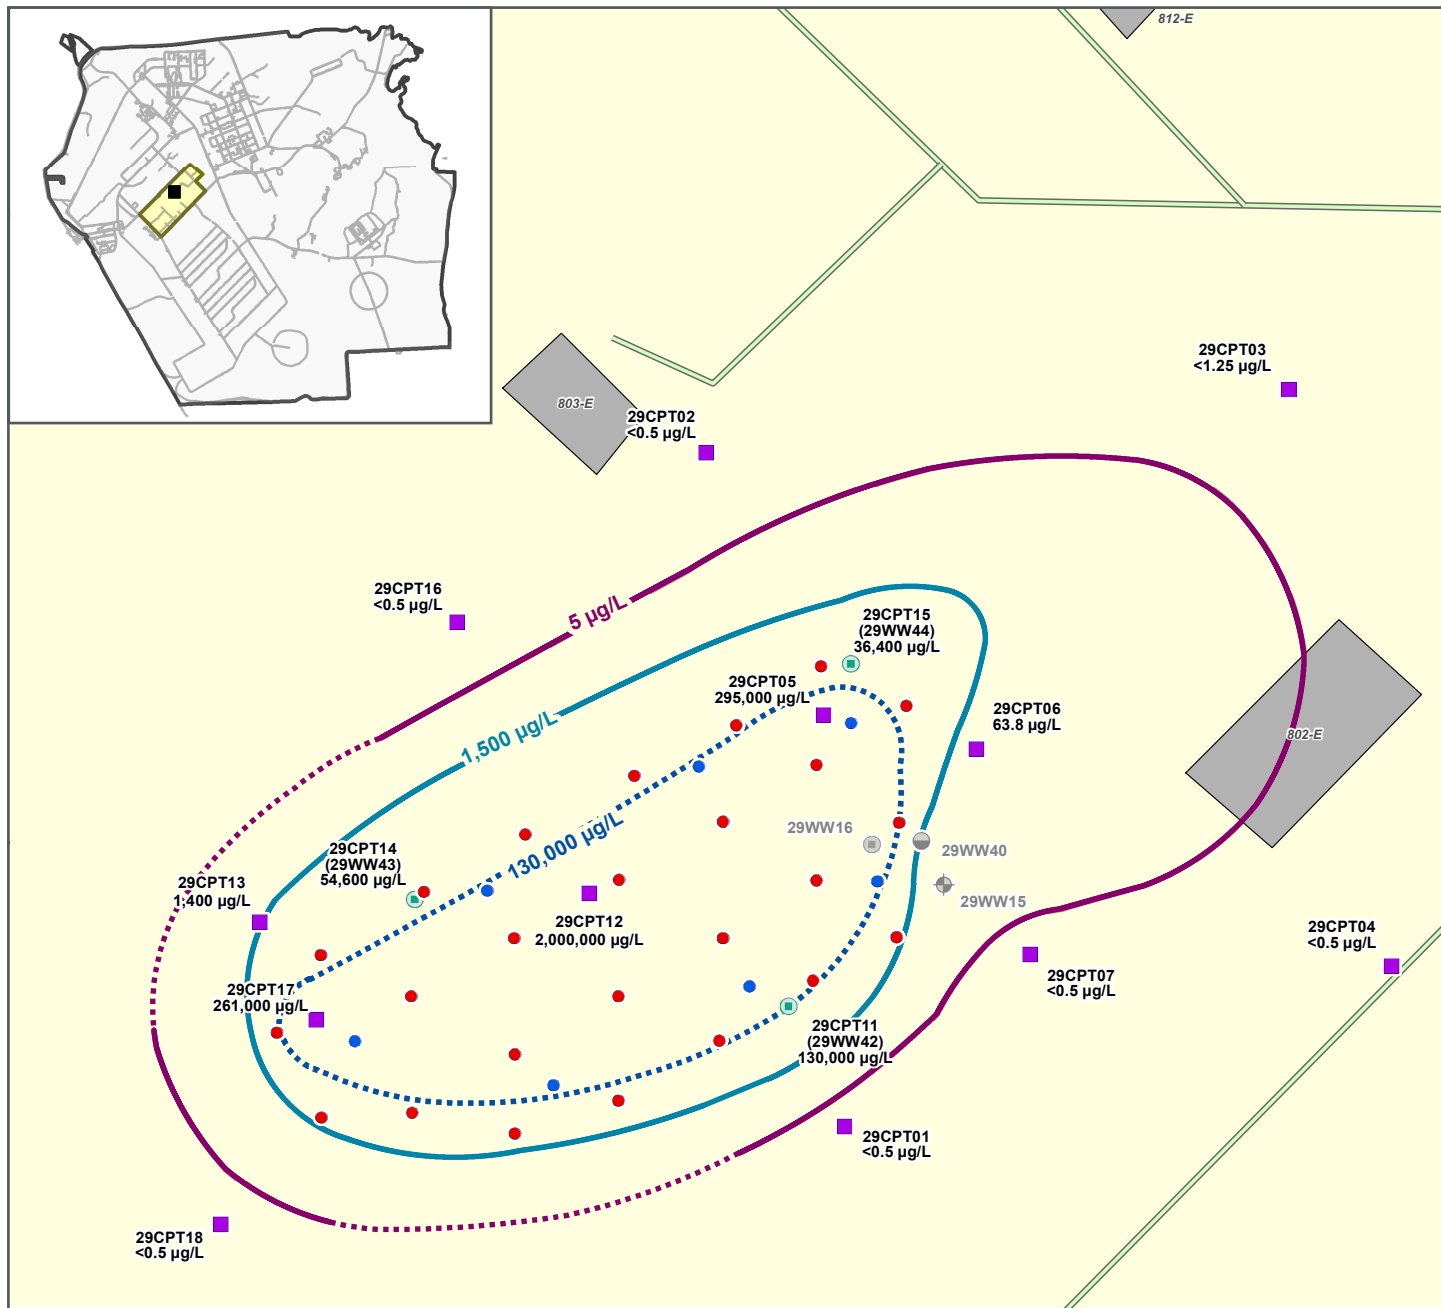 812-E
29CPT03
<1.25 µg/L
803-E
29CPT02
<0.5 µg/L
29CPT16
<0.5 µg/L
5 µg/L
29CPT15
(29WW44)
36,400 µg/L
29CPT05
295,000 µg/L
29CPT06
63.8 µg/L
1,500 µg/L
802-E
130,000 µg/L
29WW16
29WW40
29CPT14
(29WW43)
54,600 µg/L
29CPT13
1,400 µg/L
29WW15
29CPT12
2,000,000 µg/L
29CPT04
<0.5 µg/L
29CPT07
<0.5 µg/L
29CPT17
261,000 µg/L
29CPT11
(29WW42)
130,000 µg/L
29CPT01
<0.5 µg/L
29CPT18
<0.5 µg/L